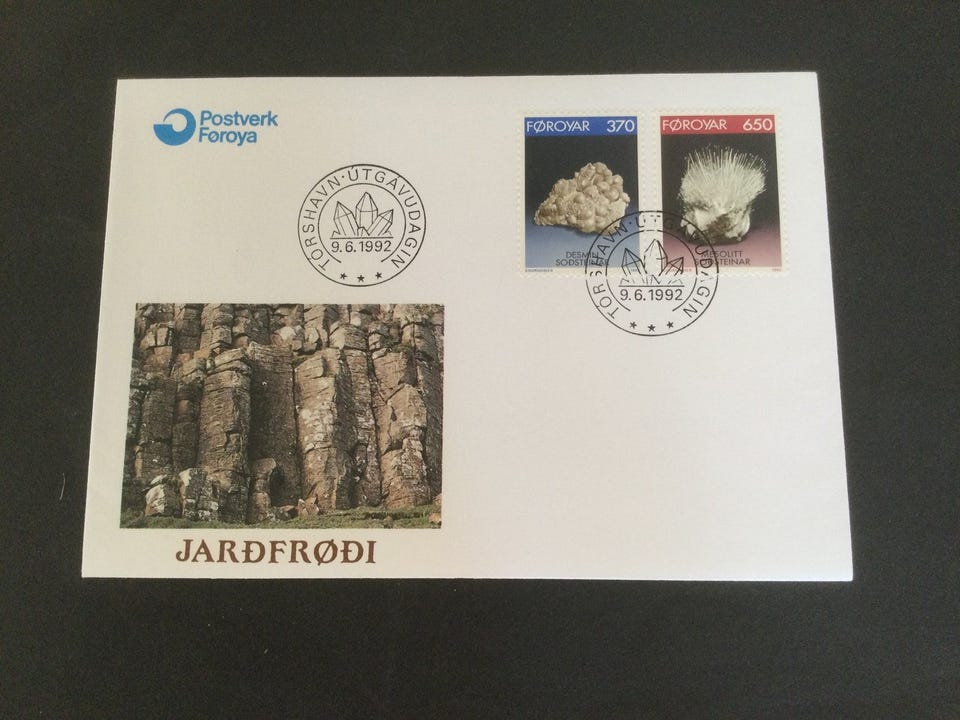 Postverk
Føroya
TÓRSHAVN · ÚTGÁVUDAGIN
9.6.1992
FØROYAR 370
DESMIN
SOÐSTEINAR
FØROYAR 650
MESOLITT
SOÐSTEINAR
TÓRSHAVN · ÚTGÁVUDAGIN
9.6.1992
JARÐFRØÐI